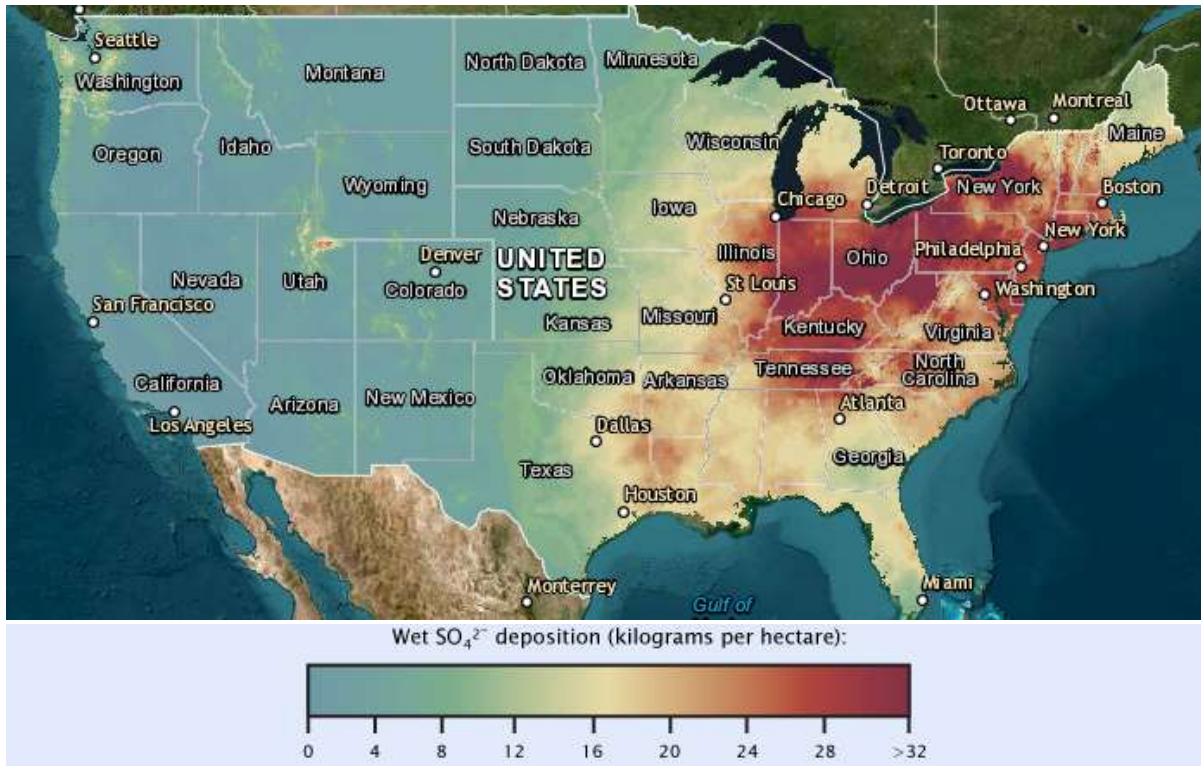 Seattle
Washington
Montana
North Dakota
Minnesota
Ottawa
Montreal
Maine
Oregon
Idaho
South Dakota
Wisconsin
Toronto
Wyoming
Chicago
Detroit
New York
Boston
Nebraska
Iowa
New York
Nevada
Utah
Denver
Colorado
UNITED
STATES
Illinois
Ohio
Philadelphia
San Francisco
Kansas
Missouri
St Louis
Washington
Kentucky
Virginia
California
Arizona
New Mexico
Oklahoma
Arkansas
Tennessee
North
Carolina
Los Angeles
Dallas
Atlanta
Texas
Georgia
Houston
Monterrey
Gulf of
Miami
Wet SO₄²⁻ deposition (kilograms per hectare):
0 4 8 12 16 20 24 28 >32